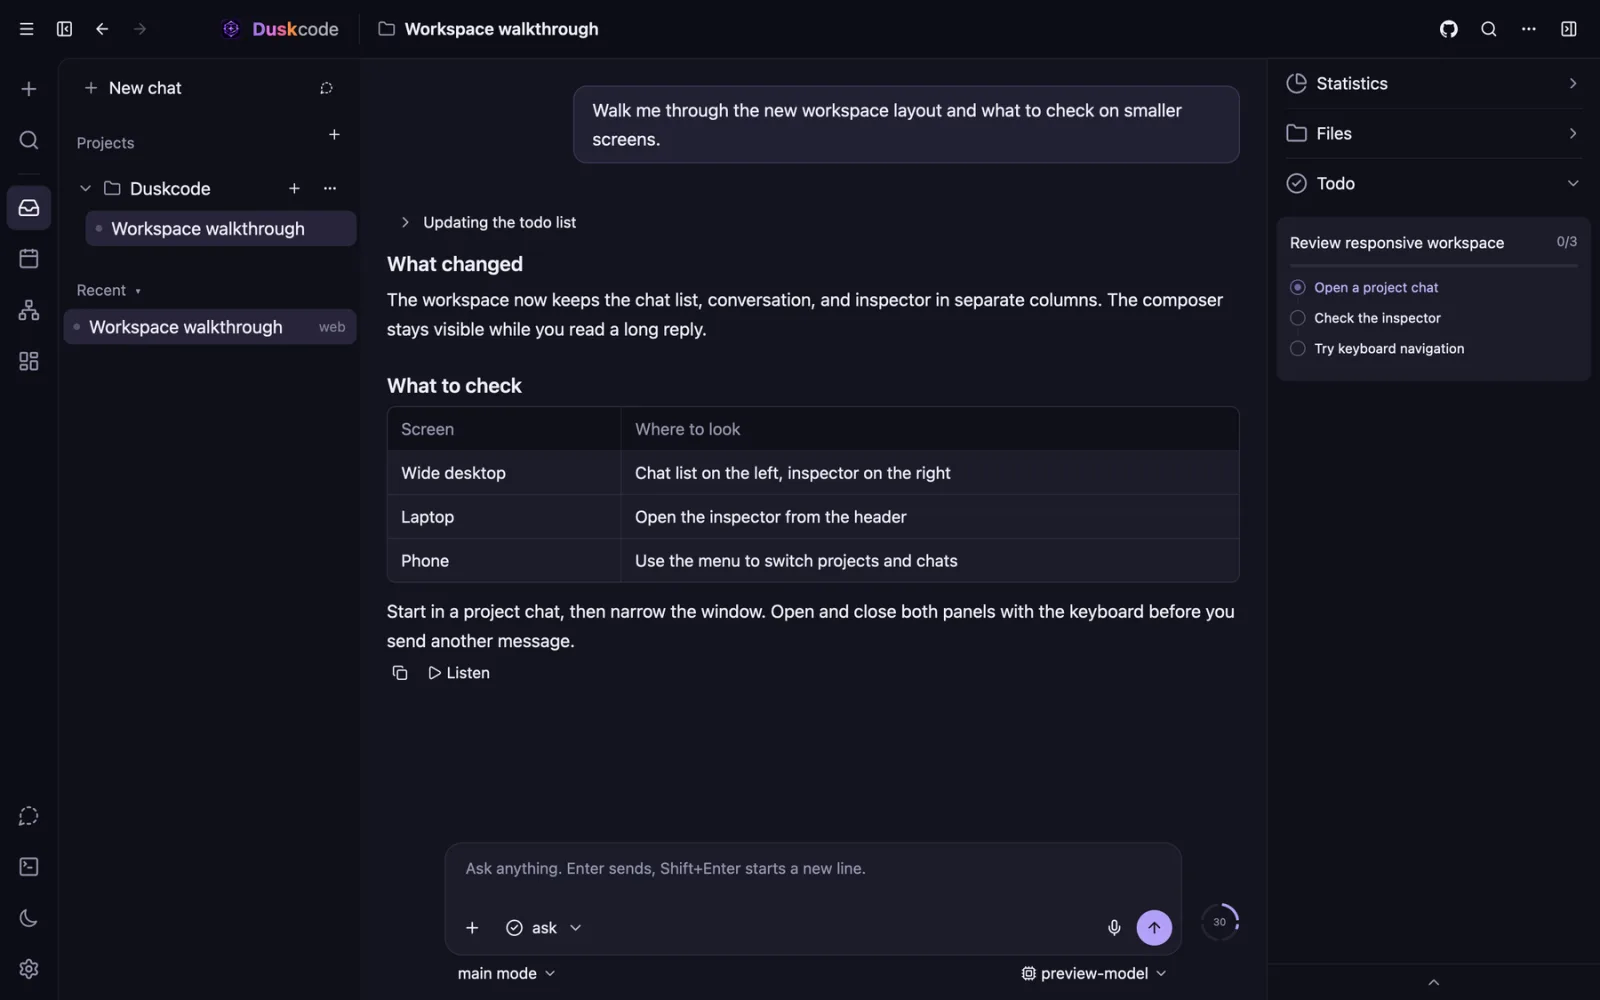 Duskcode
Workspace walkthrough
New chat
Projects
Duskcode
Workspace walkthrough
Recent
Workspace walkthrough web
Walk me through the new workspace layout and what to check on smaller
screens.
Updating the todo list
What changed
The workspace now keeps the chat list, conversation, and inspector in separate columns. The composer
stays visible while you read a long reply.
What to check
Screen Where to look
Wide desktop Chat list on the left, inspector on the right
Laptop Open the inspector from the header
Phone Use the menu to switch projects and chats
Start in a project chat, then narrow the window. Open and close both panels with the keyboard before you
send another message.
Listen
Ask anything. Enter sends, Shift+Enter starts a new line.
ask
30
main mode
preview-model
Statistics
Files
Todo
Review responsive workspace 0/3
Open a project chat
Check the inspector
Try keyboard navigation